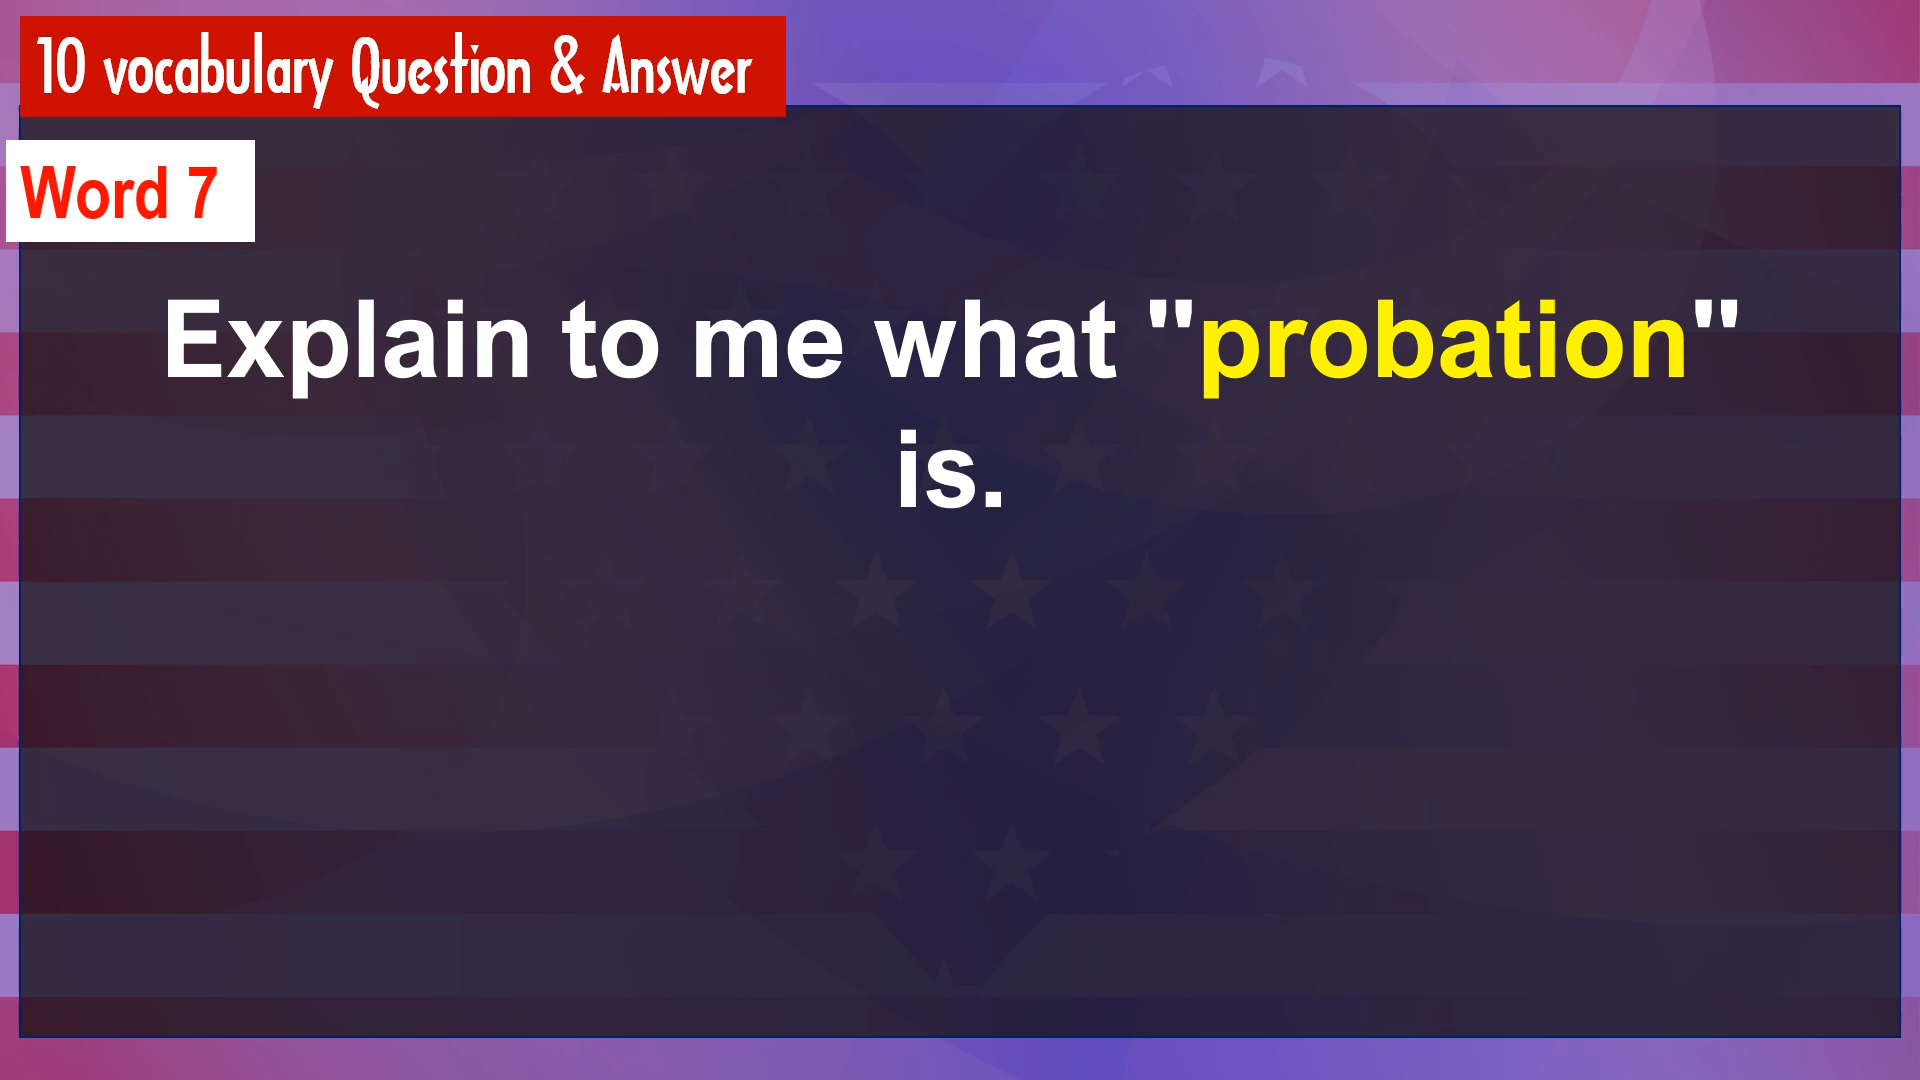 10 vocabulary Question & Answer
Word 7
Explain to me what "probation"
is.